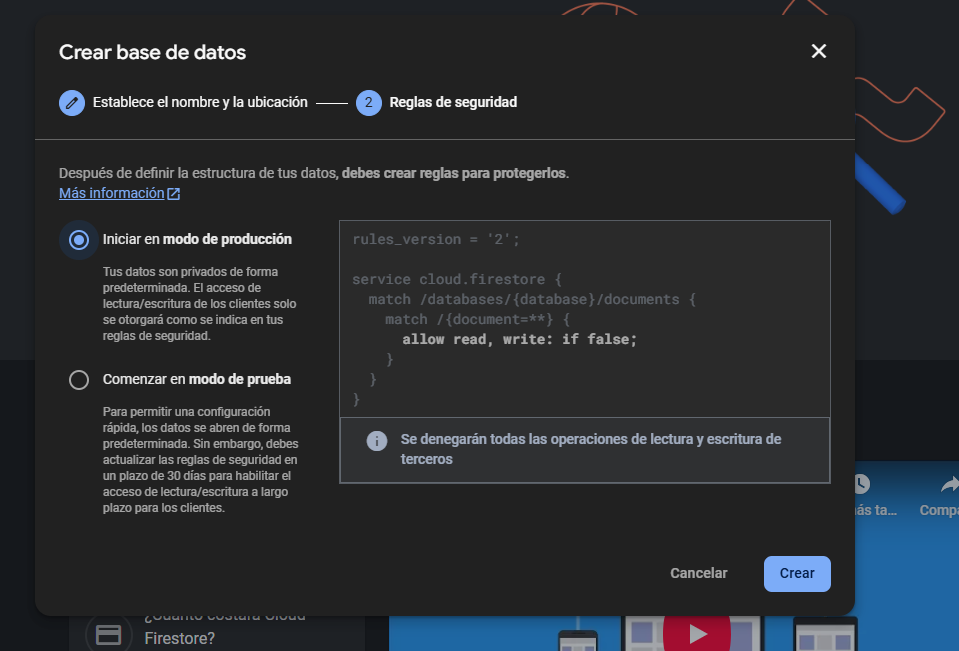 Crear base de datos
Establece el nombre y la ubicación
2 Reglas de seguridad
Después de definir la estructura de tus datos, debes crear reglas para protegerlos.
Más información
Iniciar en modo de producción
Tus datos son privados de forma
predeterminada. El acceso de
lectura/escritura de los clientes solo
se otorgará como se indica en tus
reglas de seguridad.
Comenzar en modo de prueba
Para permitir una configuración
rápida, los datos se abren de forma
predeterminada. Sin embargo, debes
actualizar las reglas de seguridad en
un plazo de 30 días para habilitar el
acceso de lectura/escritura a largo
plazo para los clientes.
rules_version = '2';
service cloud.firestore {
match /databases/{database}/documents {
match /{document=**} {
allow read, write: if false;
}
}
}
Se denegarán todas las operaciones de lectura y escritura de
terceros
Cancelar
Crear
¿Cuánto costará Cloud
Firestore?